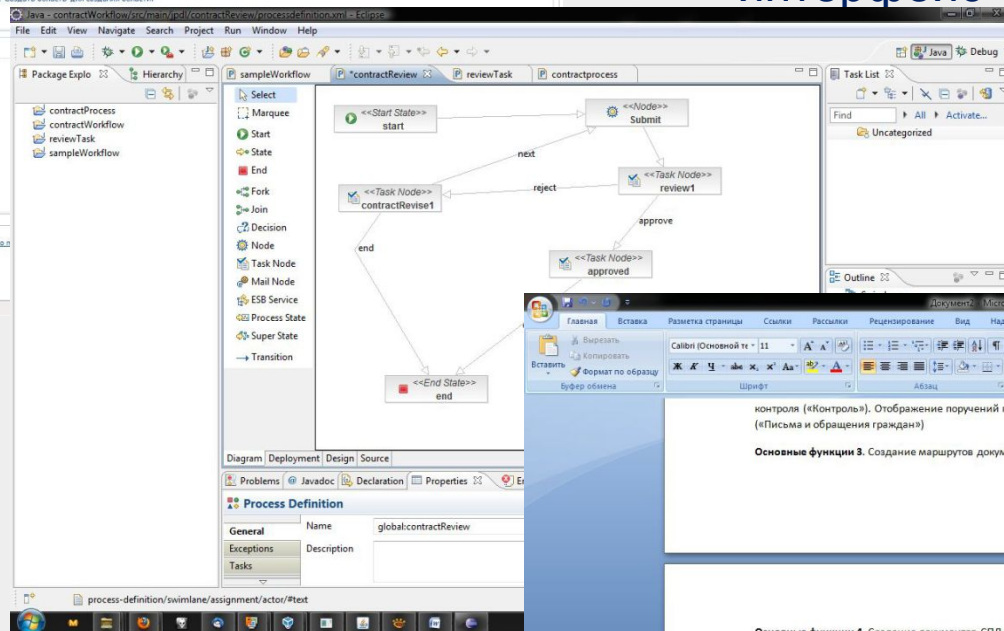 Java - contractWorkflow/src/main/jpdl/contractReview/processdefinition.xml - Eclipse
File Edit View Navigate Search Project Run Window Help
Java Debug
Package Explo Hierarchy
contractProcess
contractWorkflow
reviewTask
sampleWorkflow
sampleWorkflow *contractReview reviewTask contractprocess
Select
Marquee
Start
State
End
Fork
Join
Decision
Node
Task Node
Mail Node
ESB Service
Process State
Super State
Transition
<<Start State>>
start
<<Node>>
Submit
next
<<Task Node>>
review1
reject
<<Task Node>>
contractRevise1
approve
end
<<Task Node>>
approved
<<End State>>
end
Diagram Deployment Design Source
Problems Javadoc Declaration Properties
Process Definition
General
Exceptions
Tasks
Name global:contractReview
Description
process-definition/swimlane/assignment/actor/#text
Task List
Find All Activate...
Uncategorized
Outline
Документ2
Главная Вставка Разметка страницы Ссылки Рассылки Рецензирование Вид
Вставить
Вырезать
Копировать
Формат по образцу
Буфер обмена
Calibri (Основной те 11
Ж К Ч abc x₂ x² Aa
Шрифт
Абзац
контроля («Контроль»). Отображение поручений
(«Письма и обращения граждан»)
Основные функции 3. Создание маршрутов